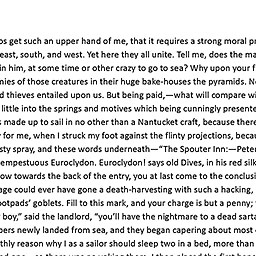 os get such an upper hand of me, that it requires a strong moral pr
east, south, and west. Yet here they all unite. Tell me, does the ma
in him, at some time or other crazy to go to sea? Why upon your f
mies of those creatures in their huge bake-houses the pyramids. N
d thieves entailed upon us. But being paid,—what will compare wi
little into the springs and motives which being cunningly presente
s made up to sail in no other than a Nantucket craft, because there
y for me, when I struck my foot against the flinty projections, becau
sty spray, and these words underneath—“The Spouter Inn:—Peter
empestuous Euroclydon. Euroclydon! says old Dives, in his red silk
ow towards the back of the entry, you at last come to the conclusi
age could ever have gone a death-harvesting with such a hacking,
ootpads’ goblets. Fill to this mark, and your charge is but a penny;
boy,” said the landlord, “you’ll have the nightmare to a dead sarta
pers newly landed from sea, and they began capering about most
thly reason why I as a sailor should sleep two in a bed, more than